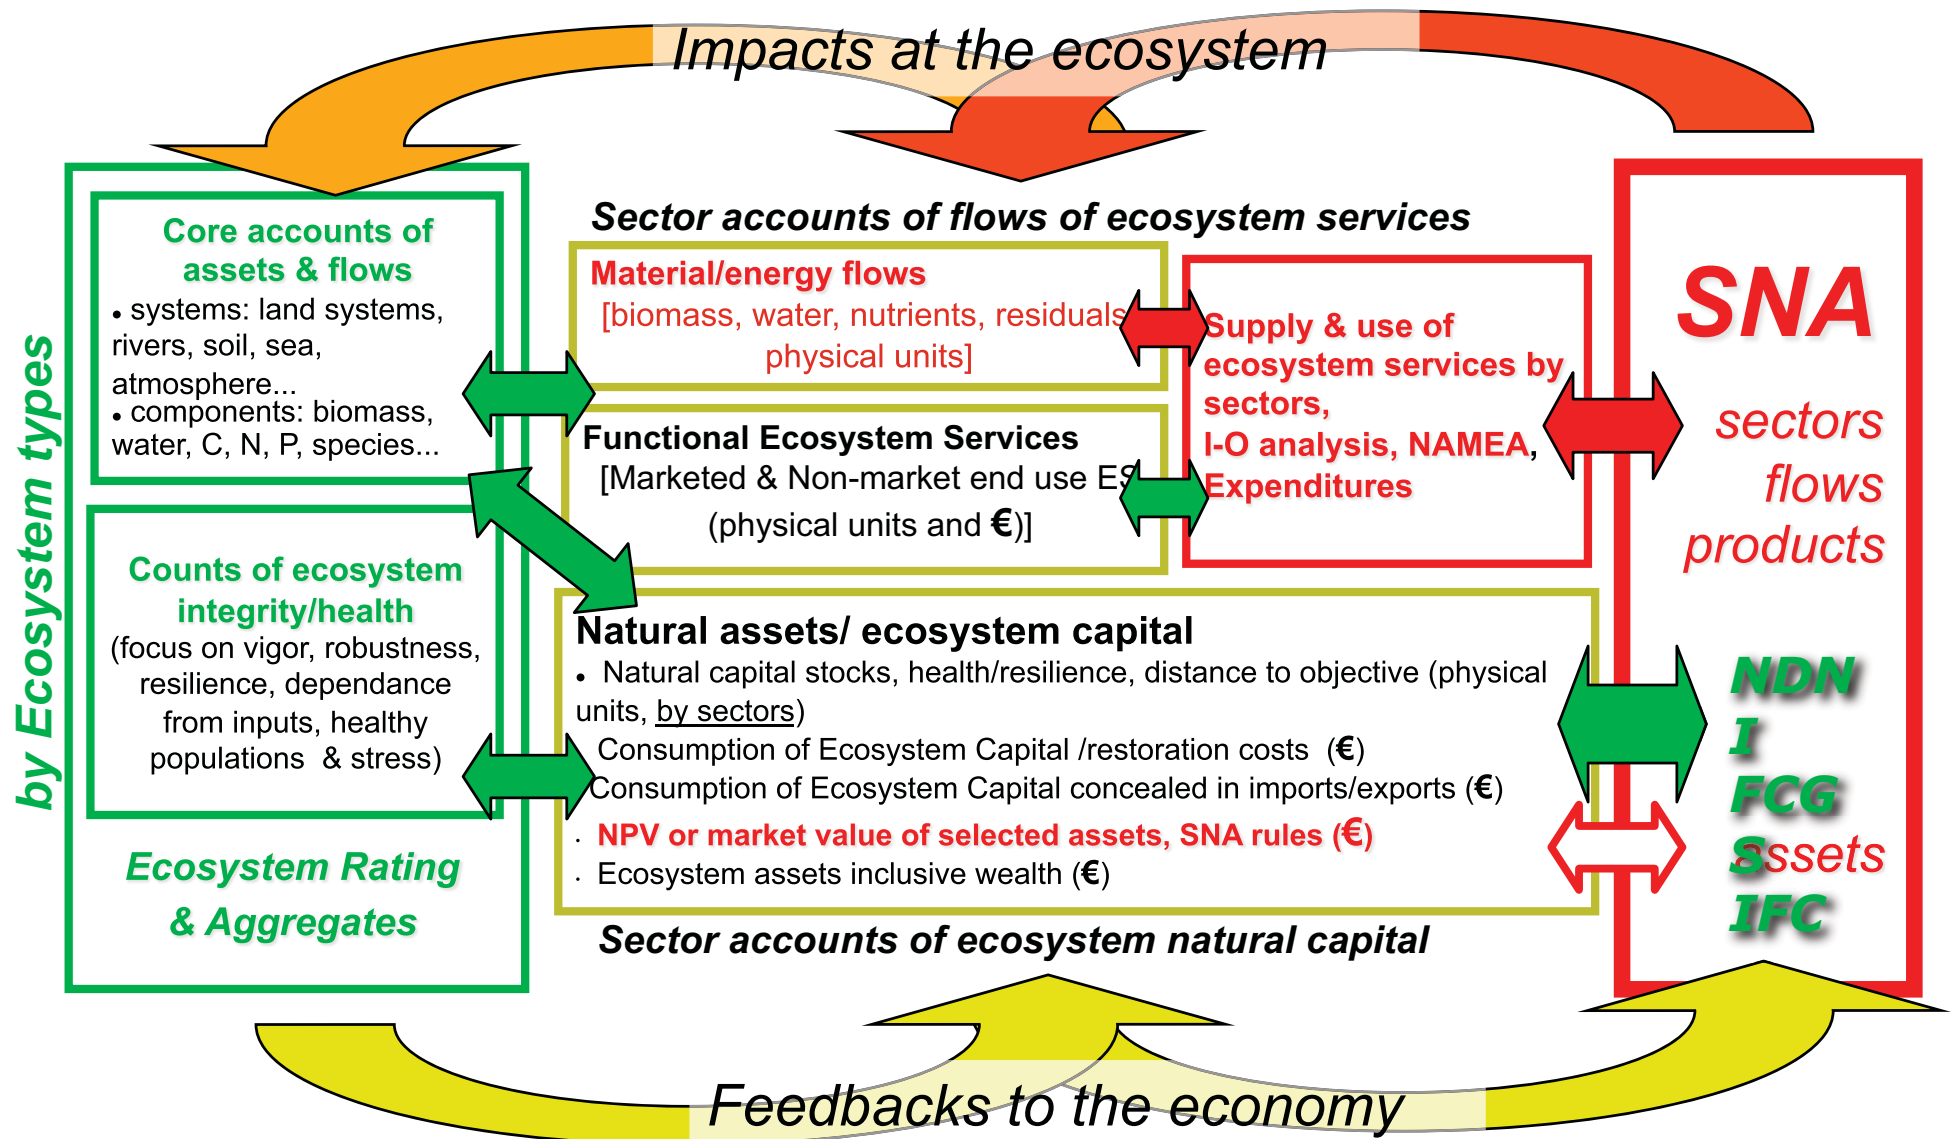 Impacts at the ecosystem
by Ecosystem types
Core accounts of
assets & flows
• systems: land systems,
rivers, soil, sea,
atmosphere...
• components: biomass,
water, C, N, P, species...
Counts of ecosystem
integrity/health
(focus on vigor, robustness,
resilience, dependance
from inputs, healthy
populations & stress)
Ecosystem Rating
& Aggregates
Sector accounts of flows of ecosystem services
Material/energy flows
[biomass, water, nutrients, residuals
physical units]
Functional Ecosystem Services
[Marketed & Non-market end use ES
(physical units and €)]
Supply & use of
ecosystem services by
sectors,
I-O analysis, NAMEA,
Expenditures
Natural assets/ ecosystem capital
• Natural capital stocks, health/resilience, distance to objective (physical
units, by sectors)
Consumption of Ecosystem Capital /restoration costs (€)
Consumption of Ecosystem Capital concealed in imports/exports (€)
· NPV or market value of selected assets, SNA rules (€)
· Ecosystem assets inclusive wealth (€)
Sector accounts of ecosystem natural capital
SNA
sectors
flows
products
NDN
I
FCG
S
assets
IFC
Feedbacks to the economy